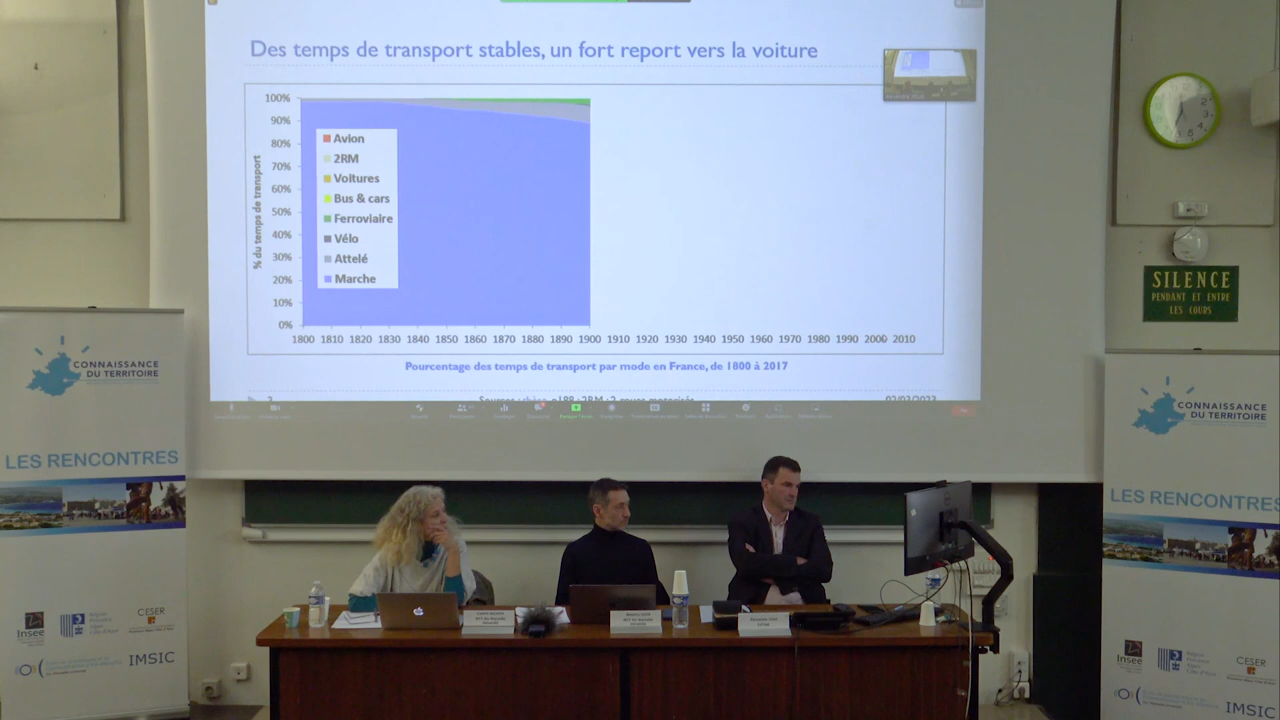 Des temps de transport stables, un fort report vers la voiture
100%
90%
80%
70%
60%
50%
40%
30%
20%
10%
0%
% du temps de transport
Avion
2RM
Voitures
Bus & cars
Ferroviaire
Vélo
Attelé
Marche
1800 1810 1820 1830 1840 1850 1860 1870 1880 1890 1900 1910 1920 1930 1940 1950 1960 1970 1980 1990 2000 2010
Pourcentage des temps de transport par mode en France, de 1800 à 2017
SILENCE
PENDANT ET ENTRE
LES COURS
CONNAISSANCE
DU TERRITOIRE
LES RENCONTRES
Insee
CESER
IMSIC
CONNAISSANCE
DU TERRITOIRE
LES RENCONTRES
Insee
CESER
IMSIC